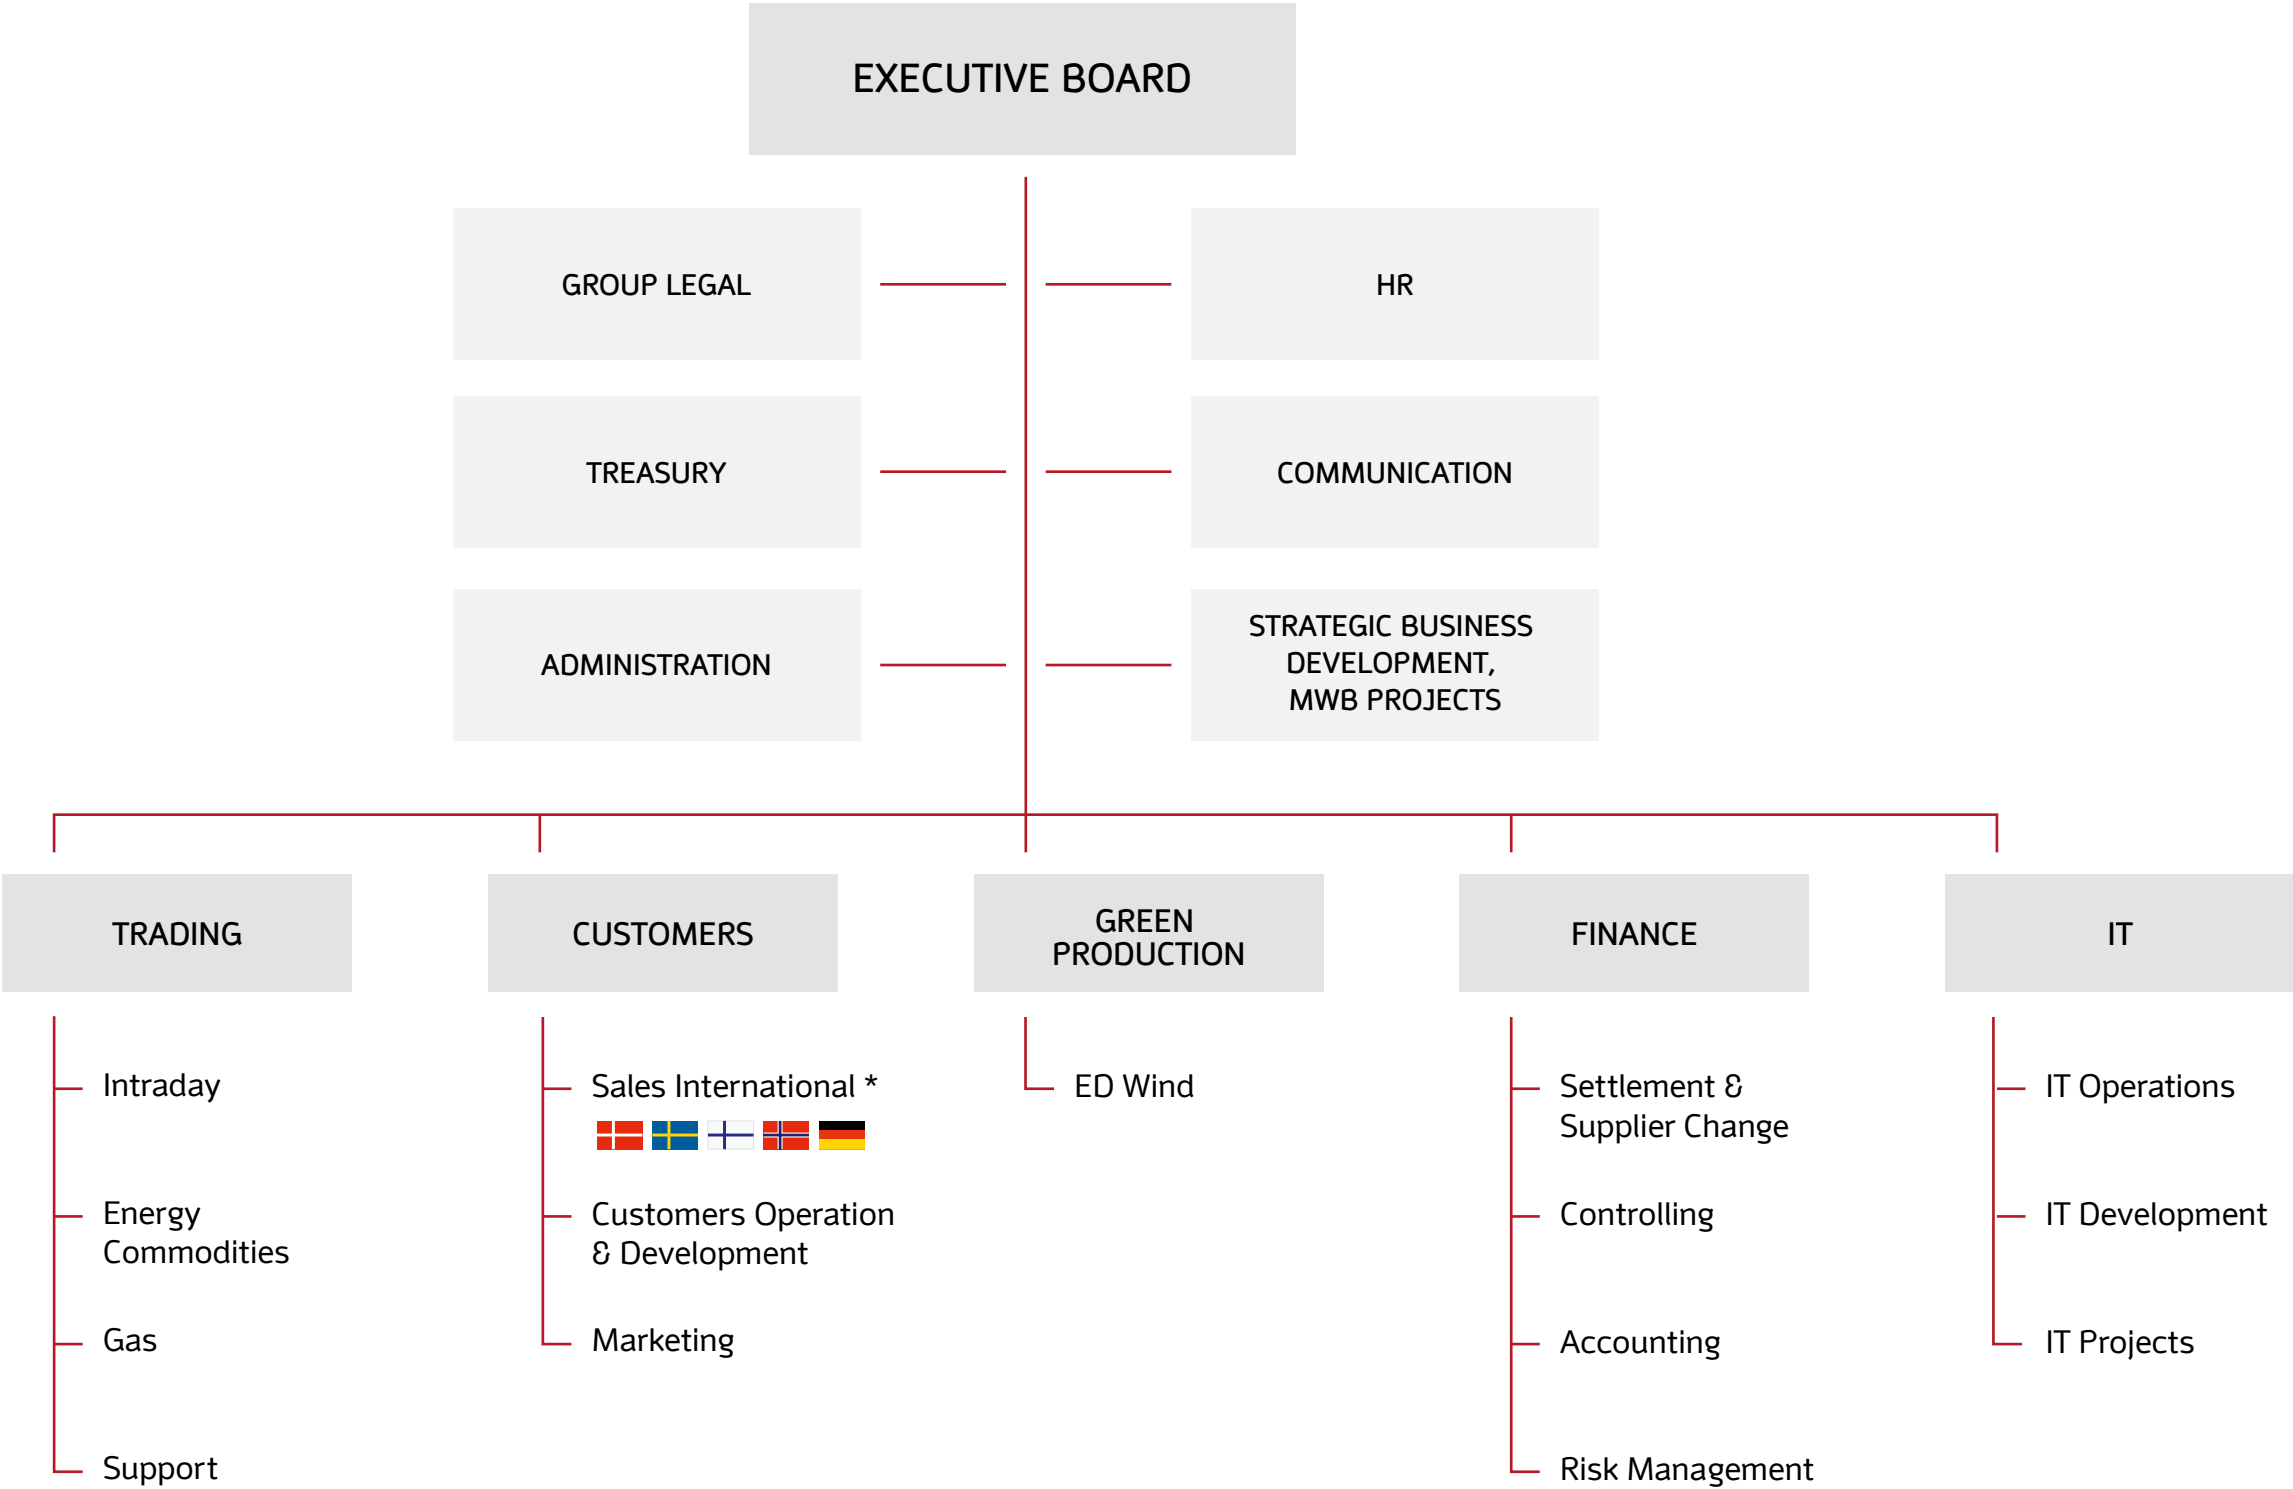 EXECUTIVE BOARD
GROUP LEGAL
HR
TREASURY
COMMUNICATION
ADMINISTRATION
STRATEGIC BUSINESS
DEVELOPMENT,
MWB PROJECTS
TRADING
CUSTOMERS
GREEN
PRODUCTION
FINANCE
IT
Intraday
Energy
Commodities
Gas
Support
Sales International *
Customers Operation
& Development
Marketing
ED Wind
Settlement &
Supplier Change
Controlling
Accounting
Risk Management
IT Operations
IT Development
IT Projects